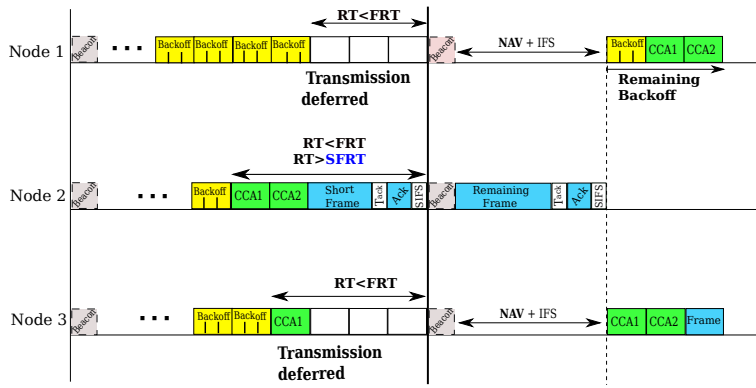 RT<FRT
Node 1
Beacon
Backoff
Backoff
Backoff
Backoff
Beacon
NAV + IFS
Backoff
CCA1
CCA2
Transmission
deferred
Remaining
Backoff
RT<FRT
RT>SFRT
Node 2
Beacon
Backoff
CCA1
CCA2
Short
Frame
Tack
Ack
SIFS
Beacon
Remaining
Frame
Tack
Ack
SIFS
RT<FRT
Node 3
Beacon
Backoff
Backoff
CCA1
Beacon
NAV + IFS
CCA1
CCA2
Frame
Transmission
deferred